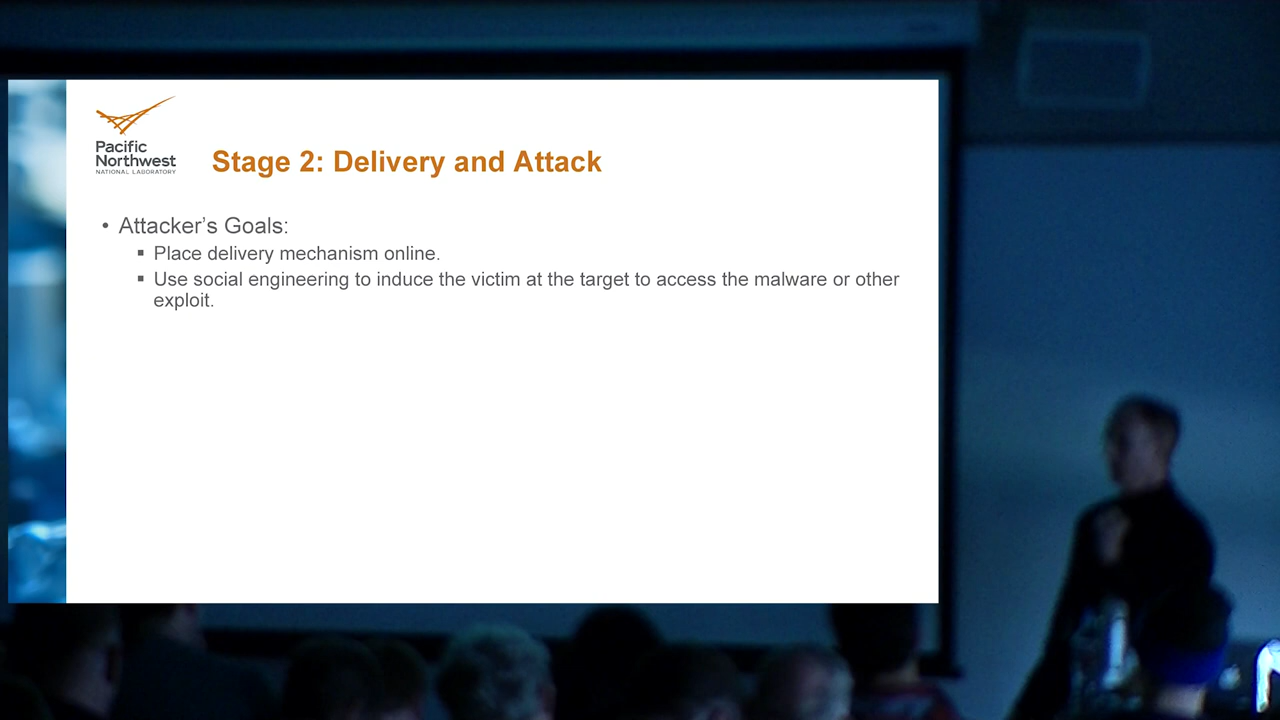 Pacific
Northwest
NATIONAL LABORATORY
Stage 2: Delivery and Attack
• Attacker’s Goals:
▪ Place delivery mechanism online.
▪ Use social engineering to induce the victim at the target to access the malware or other
exploit.